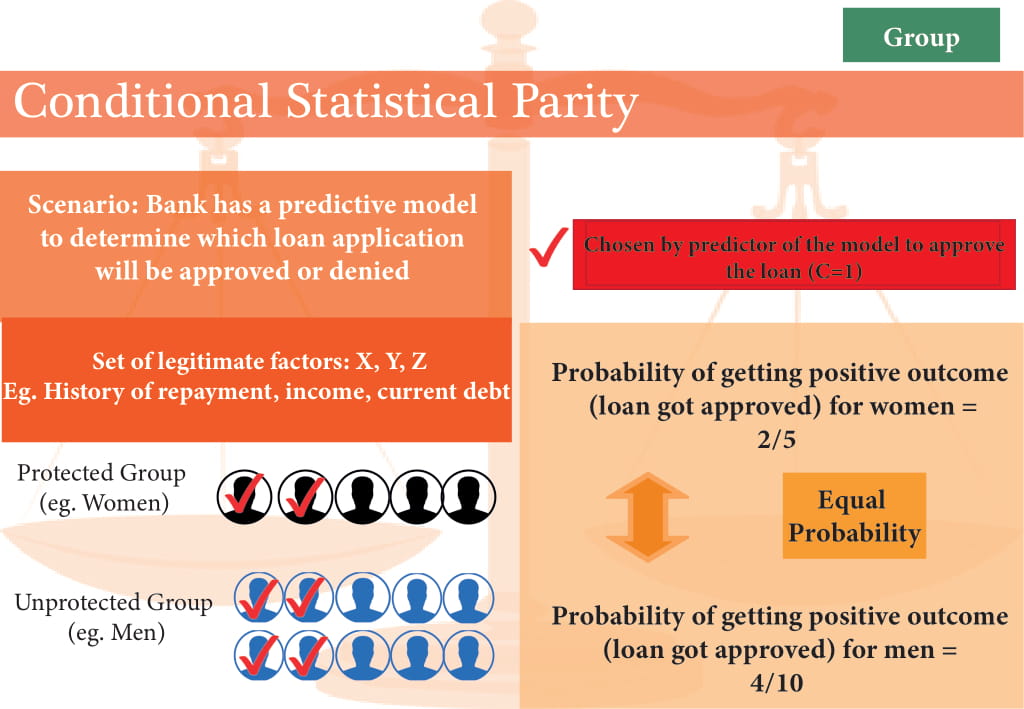 Group
Conditional Statistical Parity
Scenario: Bank has a predictive model
to determine which loan application
will be approved or denied
Chosen by predictor of the model to approve
the loan (C=1)
Set of legitimate factors: X, Y, Z
Eg. History of repayment, income, current debt
Probability of getting positive outcome
(loan got approved) for women =
2/5
Protected Group
(eg. Women)
Equal
Probability
Unprotected Group
(eg. Men)
Probability of getting positive outcome
(loan got approved) for men =
4/10